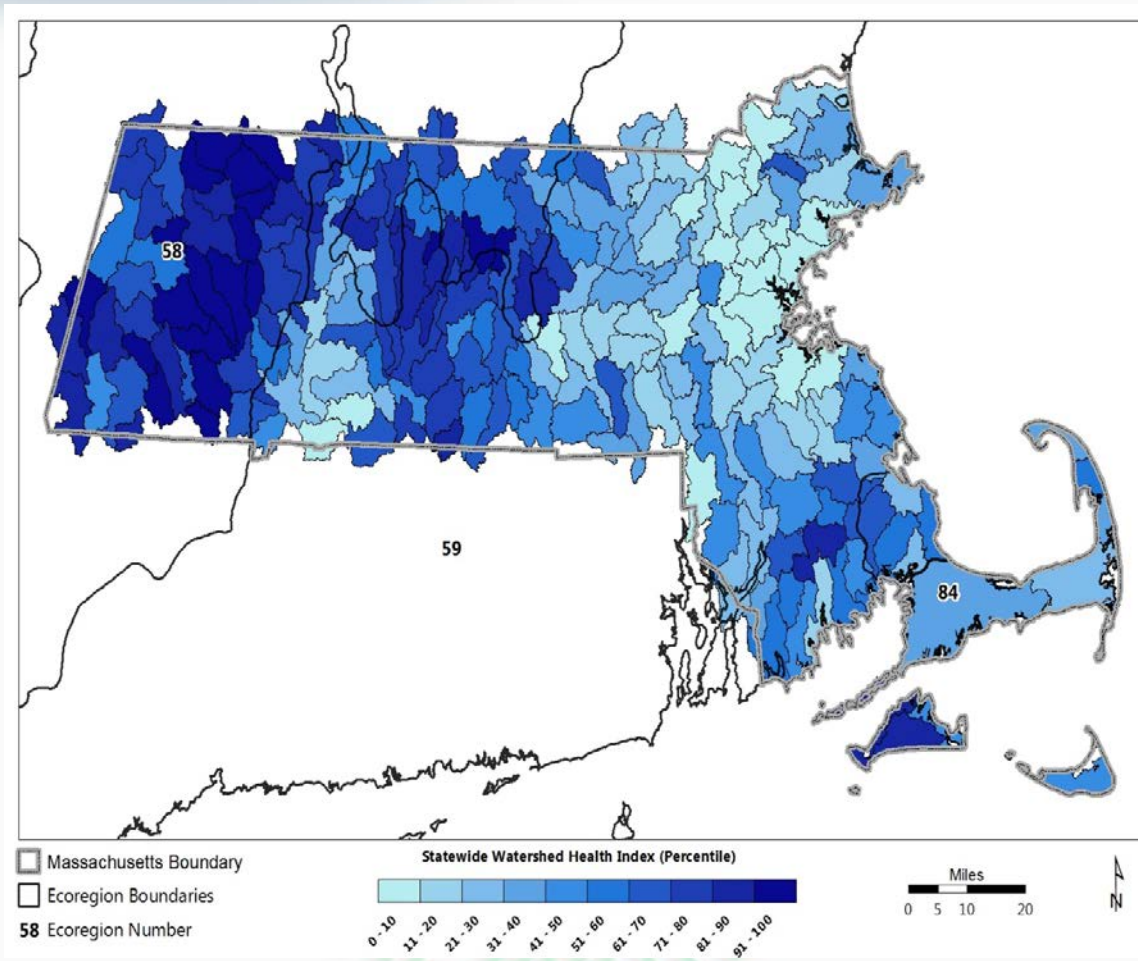 58
59
84
Massachusetts Boundary
Ecoregion Boundaries
58 Ecoregion Number
Statewide Watershed Health Index (Percentile)
0 - 10
11 - 20
21 - 30
31 - 40
41 - 50
51 - 60
61 - 70
71 - 80
81 - 90
91 - 100
Miles
0 5 10 20
N